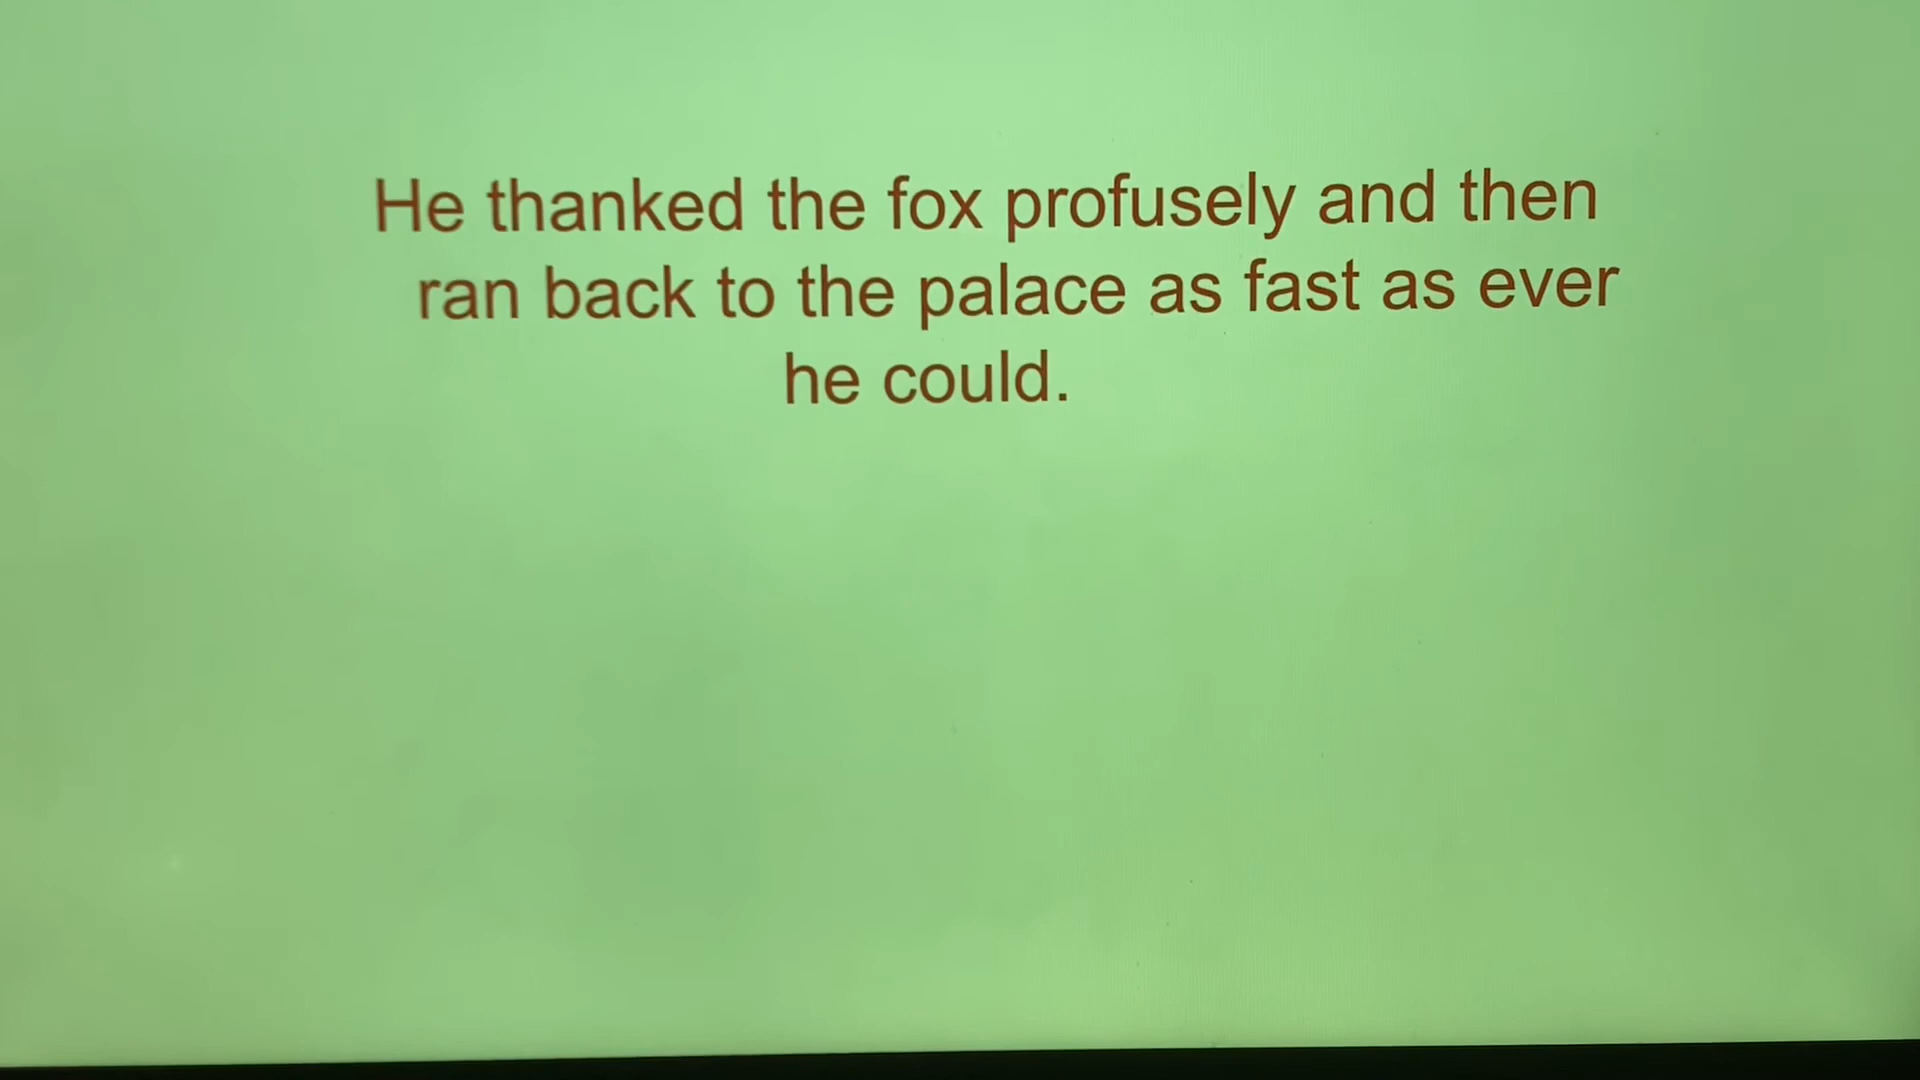 He thanked the fox profusely and then
ran back to the palace as fast as ever
he could.